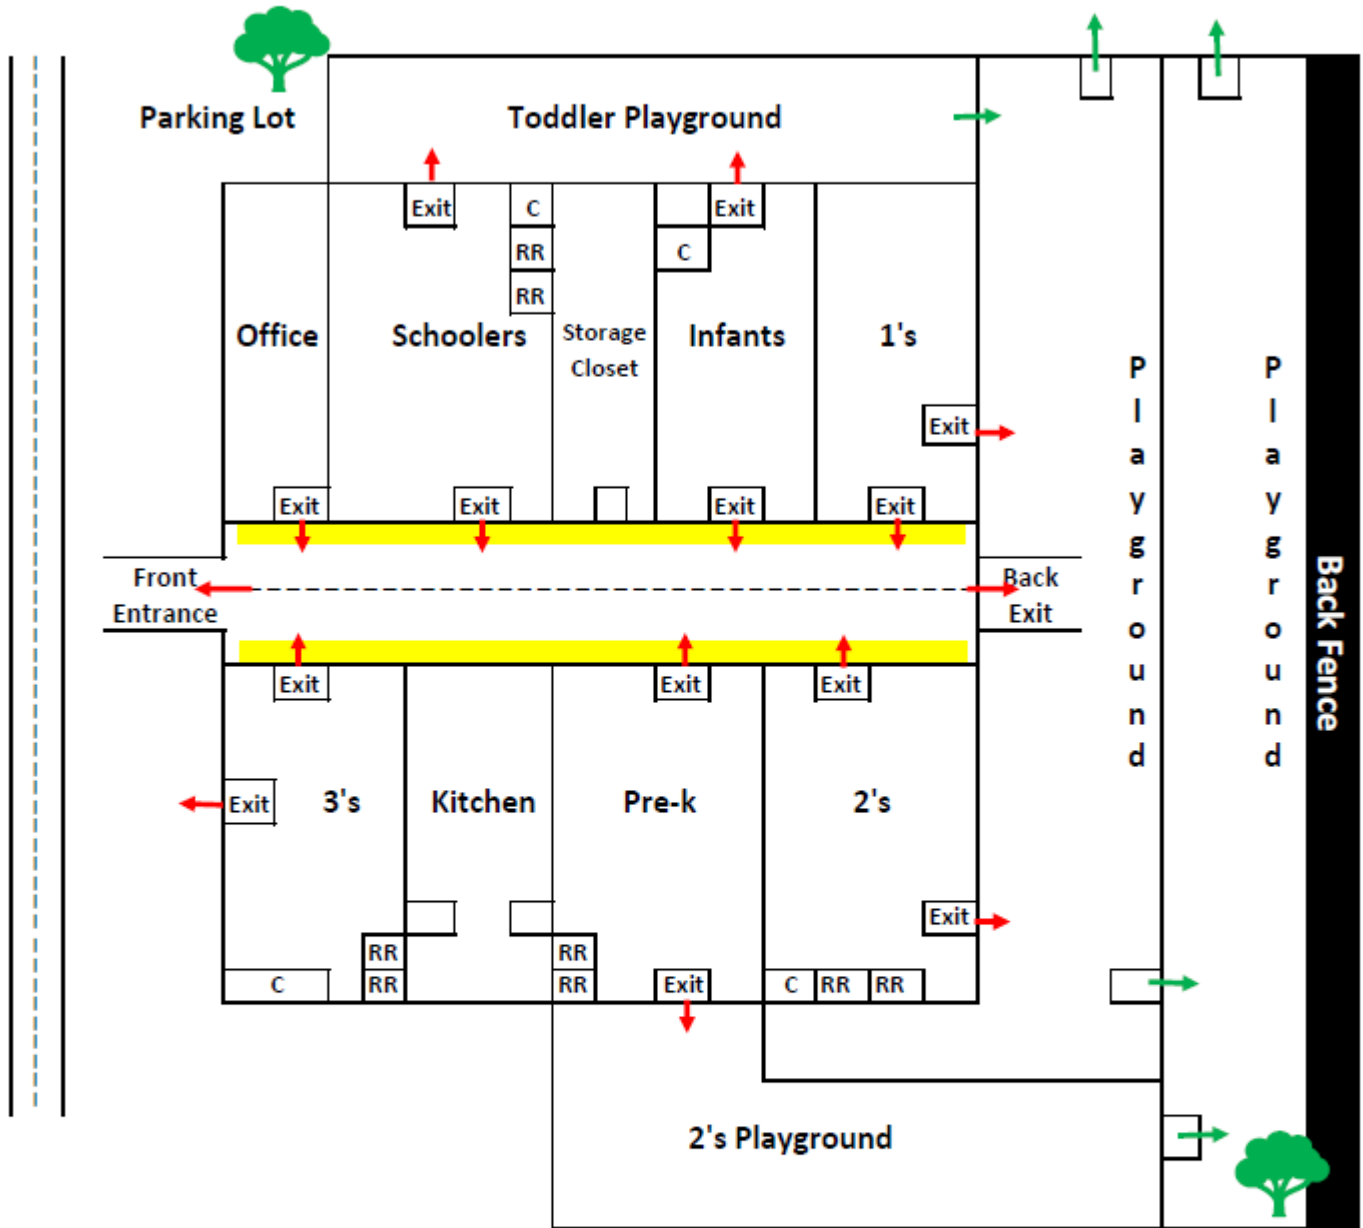 Parking Lot
Toddler Playground
Exit
C
Exit
RR
C
RR
Office
Schoolers
Storage
Closet
Infants
1's
Exit
Exit
Exit
Exit
Exit
Front
Entrance
Back
Exit
Playground
Playground
Back Fence
Exit
Exit
Exit
Exit
3's
Kitchen
Pre-k
2's
Exit
RR
RR
C
RR
RR
Exit
C
RR
RR
2's Playground